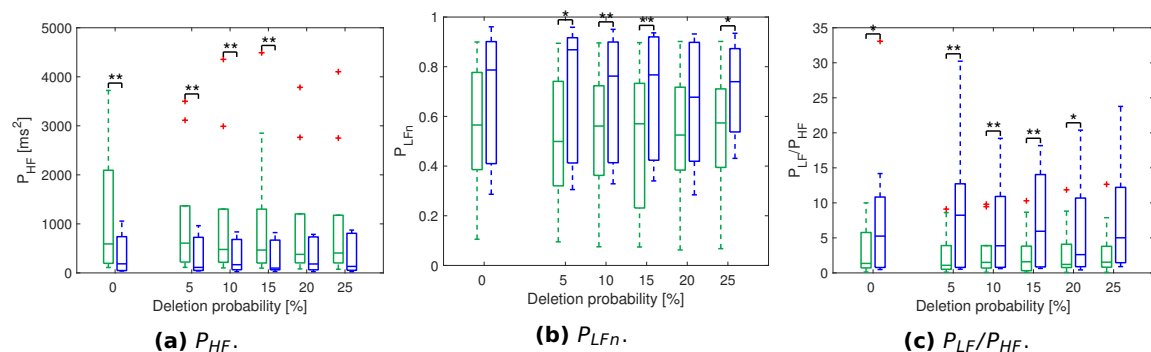 5000
4000
3000
2000
1000
0
P_HF [ms²]
** ** ** **
0 5 10 15 20 25
Deletion probability [%]
(a) P_HF.
1
0.8
0.6
0.4
0.2
0
P_LFn
* ** ** *
0 5 10 15 20 25
Deletion probability [%]
(b) P_LFn.
35
30
25
20
15
10
5
0
P_LF/P_HF
* ** ** ** *
0 5 10 15 20 25
Deletion probability [%]
(c) P_LF/P_HF.